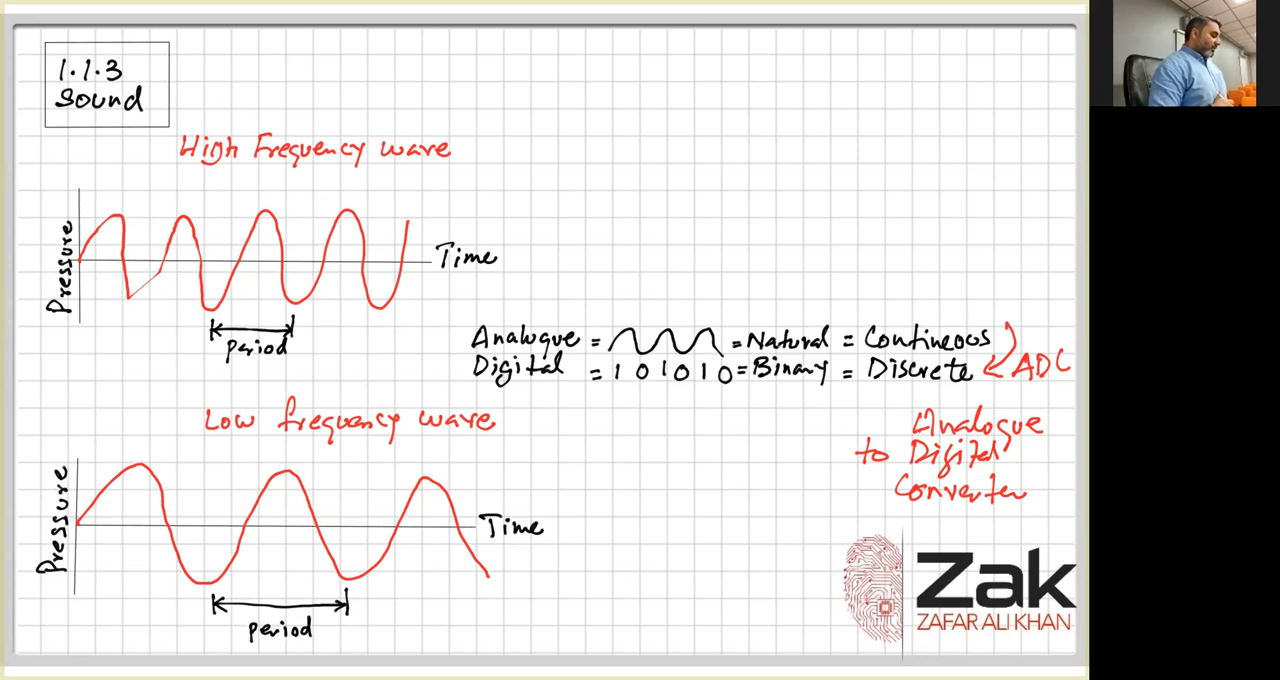 1.1.3
Sound
High Frequency wave
Pressure
Time
Period
Analogue = = Natural = Contineous
Digital = 1 0 1 0 1 0 = Binary = Discrete ADC
Analogue
to Digital
Converter
Low frequency wave
Pressure
Time
Period
Zak
ZAFAR ALI KHAN